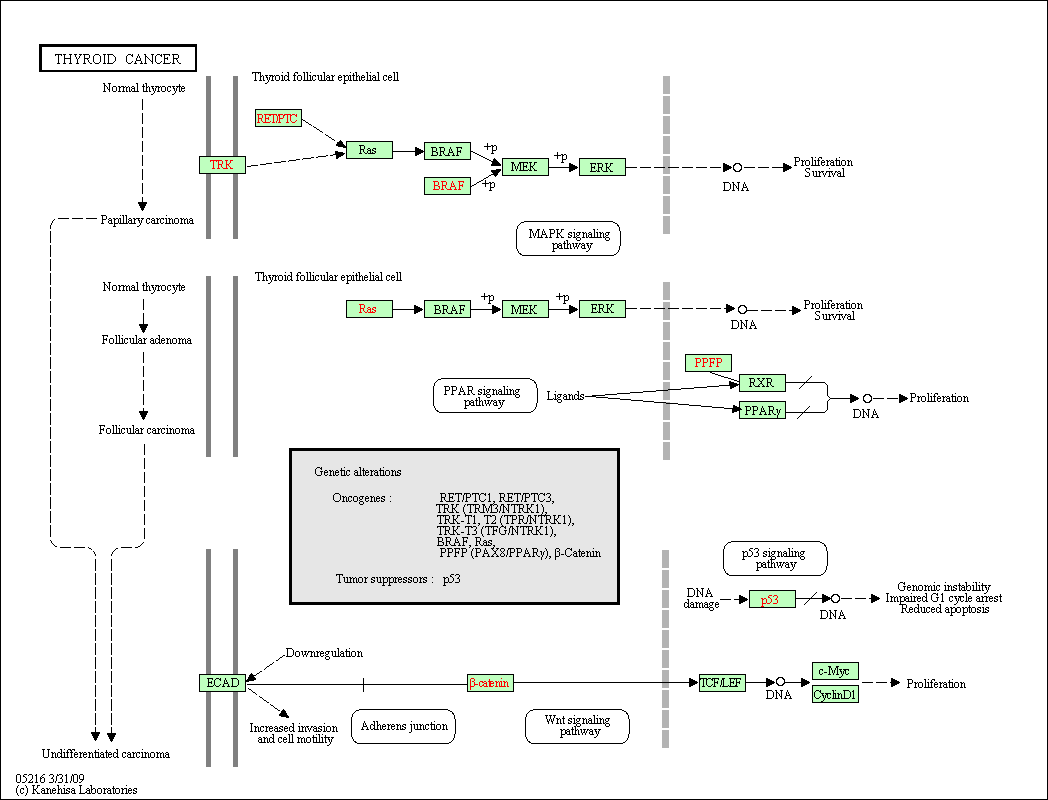 THYROID CANCER
Normal thyrocyte
Thyroid follicular epithelial cell
RET/PTC
TRK
Ras
BRAF
+p
BRAF
+p
MEK
+p
ERK
DNA
Proliferation
Survival
Papillary carcinoma
MAPK signaling
pathway
Thyroid follicular epithelial cell
Normal thyrocyte
Ras
BRAF
+p
MEK
+p
ERK
DNA
Proliferation
Survival
Follicular adenoma
PPFP
RXR
PPAR signaling
pathway
Ligands
PPARγ
DNA
Proliferation
Follicular carcinoma
Genetic alterations
Oncogenes :
RET/PTC1, RET/PTC3,
TRK (TRM3/NTRK1),
TRK-T1, T2 (TPR/NTRK1),
TRK-T3 (TFG/NTRK1),
BRAF, Ras,
PPFP (PAX8/PPARγ), β-Catenin
Tumor suppressors : p53
p53 signaling
pathway
DNA
damage
p53
DNA
Genomic instability
Impaired G1 cycle arrest
Reduced apoptosis
Downregulation
ECAD
β-catenin
TCF/LEF
DNA
c-Myc
CyclinD1
Proliferation
Increased invasion
and cell motility
Adherens junction
Wnt signaling
pathway
Undifferentiated carcinoma
05216 3/31/09
(c) Kanehisa Laboratories